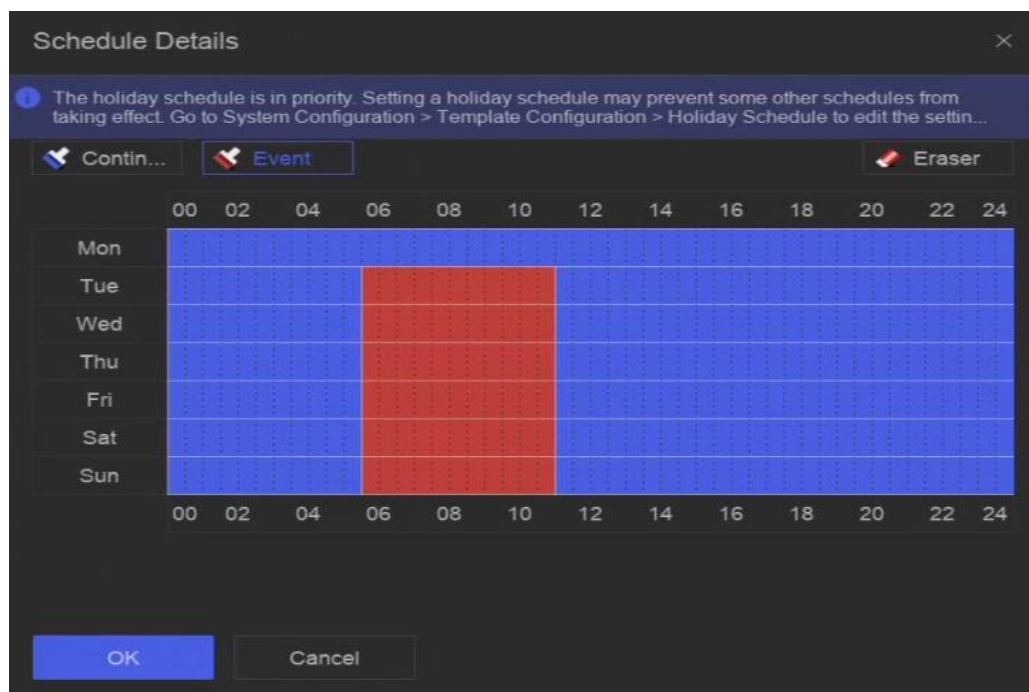 Schedule Details
The holiday schedule is in priority. Setting a holiday schedule may prevent some other schedules from
taking effect. Go to System Configuration > Template Configuration > Holiday Schedule to edit the settin...
Contin... Event Eraser
00 02 04 06 08 10 12 14 16 18 20 22 24
Mon
Tue
Wed
Thu
Fri
Sat
Sun
00 02 04 06 08 10 12 14 16 18 20 22 24
OK Cancel